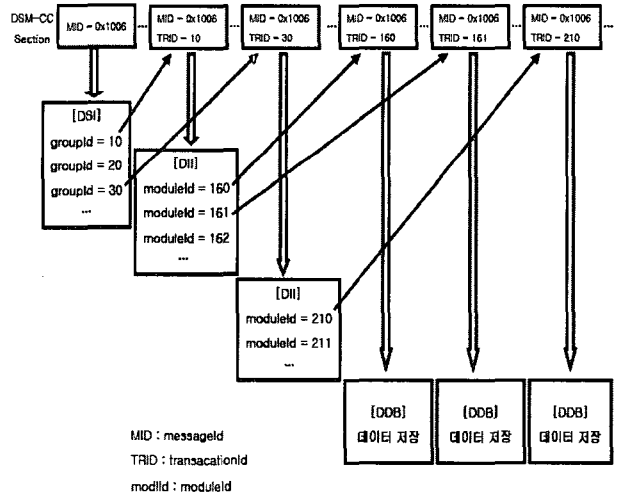 DSM-CC
Section
MID - 0x1006
...
MID - 0x1006
TRID - 10
...
MID - 0x1006
TRID - 30
...
MID - 0x1006
TRID - 160
...
MID - 0x1006
TRID - 161
...
MID - 0x1006
TRID - 210
...
[DSI]
groupId = 10
groupId = 20
groupId = 30
...
[DII]
moduleId = 160
moduleId = 161
moduleId = 162
...
[DII]
moduleId = 210
moduleId = 211
...
[DDB]
데이터 저장
[DDB]
데이터 저장
[DDB]
데이터 저장
MID : messageId
TRID : transacationId
modIId : moduleId